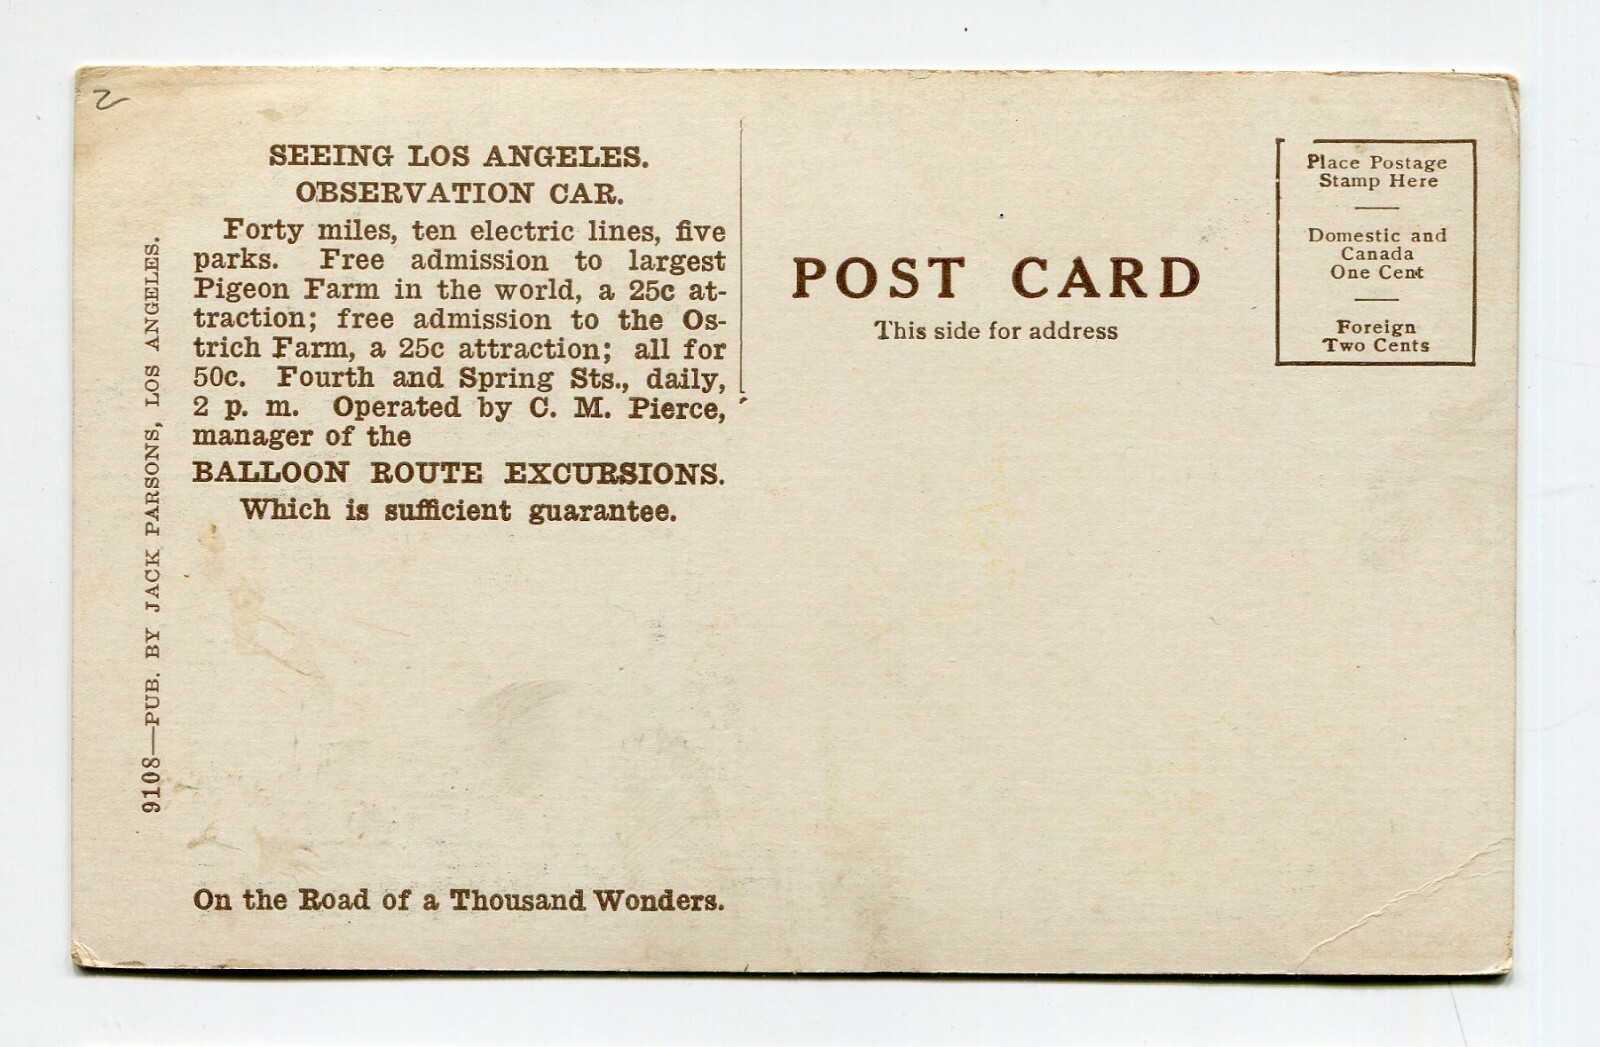 2
SEEING LOS ANGELES.
OBSERVATION CAR.
Forty miles, ten electric lines, five
parks. Free admission to largest
Pigeon Farm in the world, a 25c at-
traction; free admission to the Os-
trich Farm, a 25c attraction; all for
50c. Fourth and Spring Sts., daily,
2 p. m. Operated by C. M. Pierce,
manager of the
BALLOON ROUTE EXCURSIONS.
Which is sufficient guarantee.
On the Road of a Thousand Wonders.
9108—PUB. BY JACK PARSONS, LOS ANGELES.
POST CARD
This side for address
Place Postage
Stamp Here
Domestic and
Canada
One Cent
Foreign
Two Cents